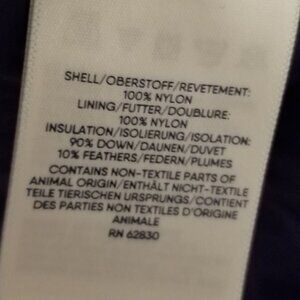 SHELL/OBERSTOFF/REVETEMENT:
100% NYLON
LINING/FUTTER/DOUBLURE:
100% NYLON
INSULATION/ISOLIERUNG/ISOLATION:
90% DOWN/DAUNEN/DUVET
10% FEATHERS/FEDERN/PLUMES
CONTAINS NON-TEXTILE PARTS OF
ANIMAL ORIGIN/ENTHÄLT NICHT-TEXTILE
TEILE TIERISCHEN URSPRUNGS/CONTIENT
DES PARTIES NON TEXTILES D'ORIGINE
ANIMALE
RN 62830